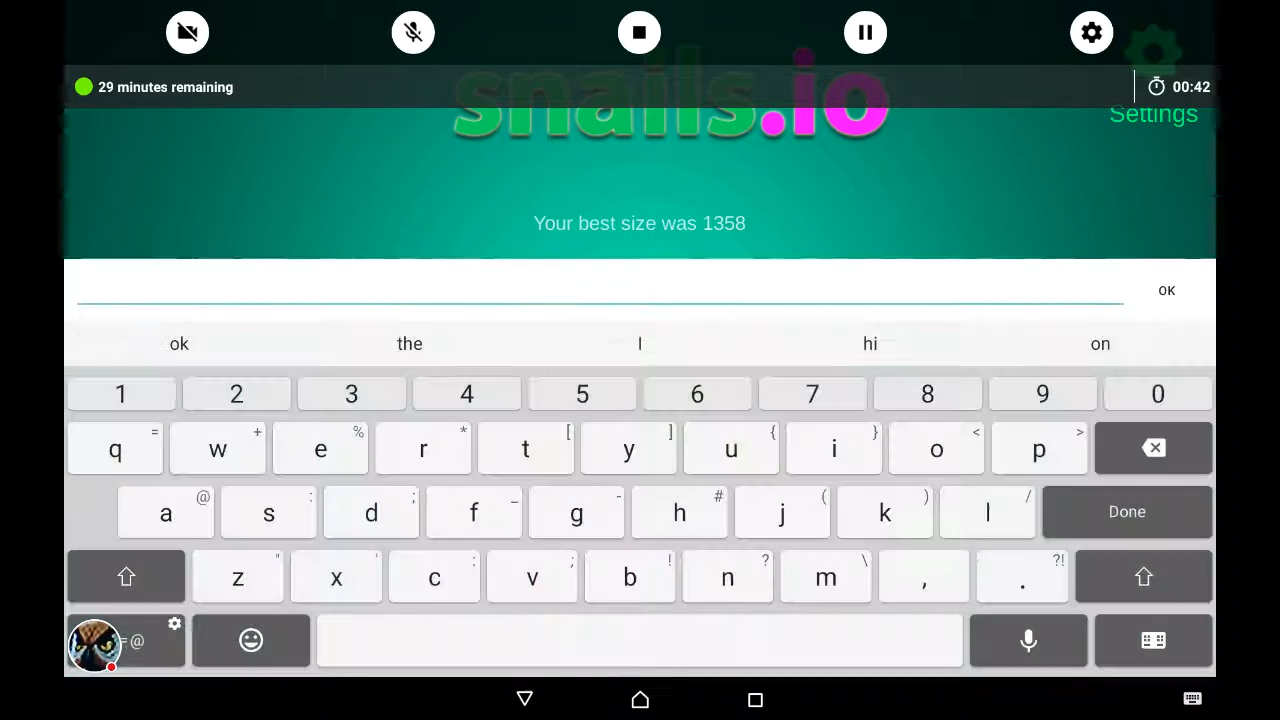 29 minutes remaining
00:42
snails.io
Settings
Your best size was 1358
OK
ok the I hi on
1 2 3 4 5 6 7 8 9 0
q = w + e % r * t [ y ] u { i } o < p >
a @ s : d ; f _ g - h # j ( k ) l / Done
z " x ' c : v ; b ! n ? m \ , . ?!
=@